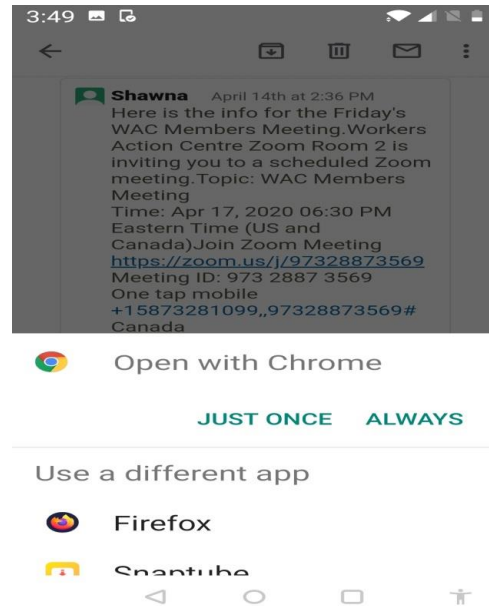 3:49
Shawna April 14th at 2:36 PM
Here is the info for the Friday's
WAC Members Meeting.Workers
Action Centre Zoom Room 2 is
inviting you to a scheduled Zoom
meeting.Topic: WAC Members
Meeting
Time: Apr 17, 2020 06:30 PM
Eastern Time (US and
Canada)Join Zoom Meeting
https://zoom.us/j/97328873569
Meeting ID: 973 2887 3569
One tap mobile
+15873281099,,97328873569#
Canada
Open with Chrome
JUST ONCE ALWAYS
Use a different app
Firefox
Snaptube